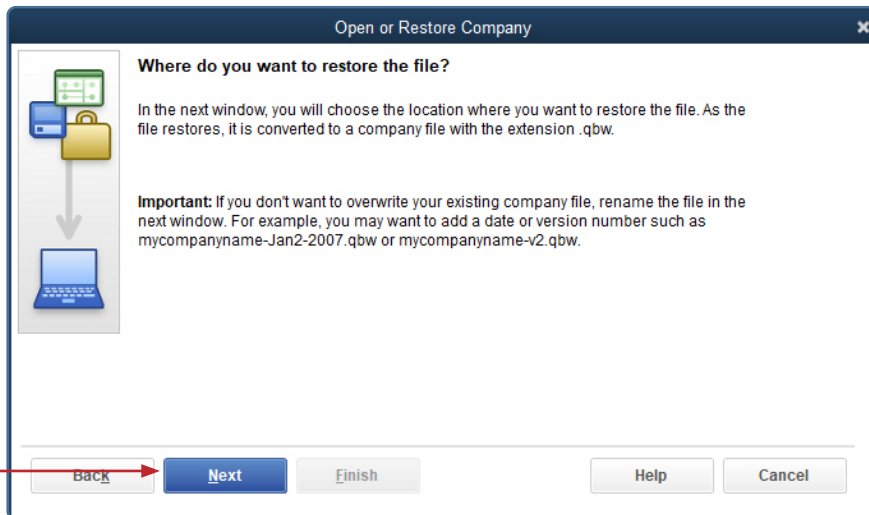 Open or Restore Company
Where do you want to restore the file?
In the next window, you will choose the location where you want to restore the file. As the
file restores, it is converted to a company file with the extension .qbw.
Important: If you don't want to overwrite your existing company file, rename the file in the
next window. For example, you may want to add a date or version number such as
mycompanyname-Jan2-2007.qbw or mycompanyname-v2.qbw.
Back
Next
Finish
Help
Cancel